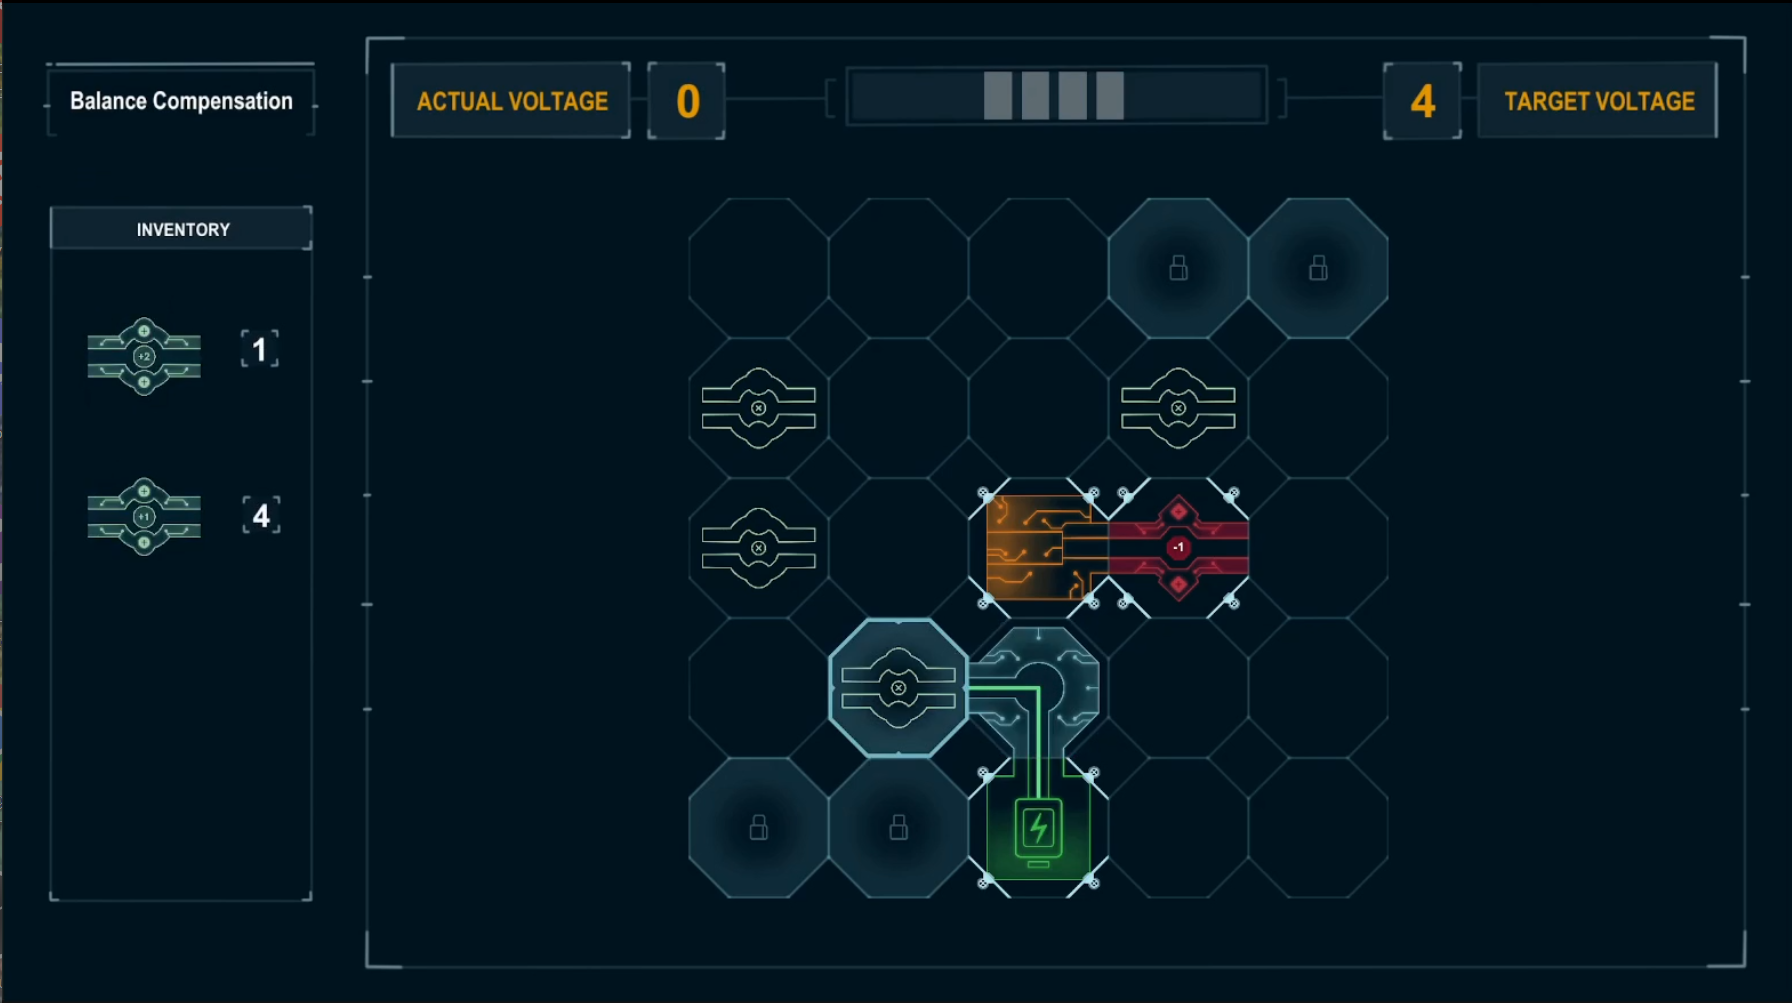 Balance Compensation
ACTUAL VOLTAGE
0
4
TARGET VOLTAGE
INVENTORY
+2
1
+1
4
-1